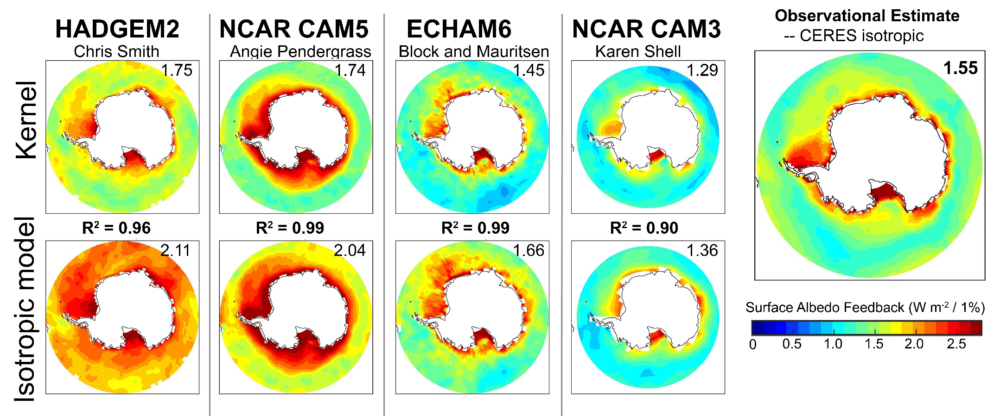 HADGEM2
Chris Smith
NCAR CAM5
Angie Pendergrass
ECHAM6
Block and Mauritsen
NCAR CAM3
Karen Shell
Observational Estimate
-- CERES isotropic
Kernel
1.75
1.74
1.45
1.29
1.55
R² = 0.96
R² = 0.99
R² = 0.99
R² = 0.90
Isotropic model
2.11
2.04
1.66
1.36
Surface Albedo Feedback (W m⁻² / 1%)
0 0.5 1.0 1.5 2.0 2.5